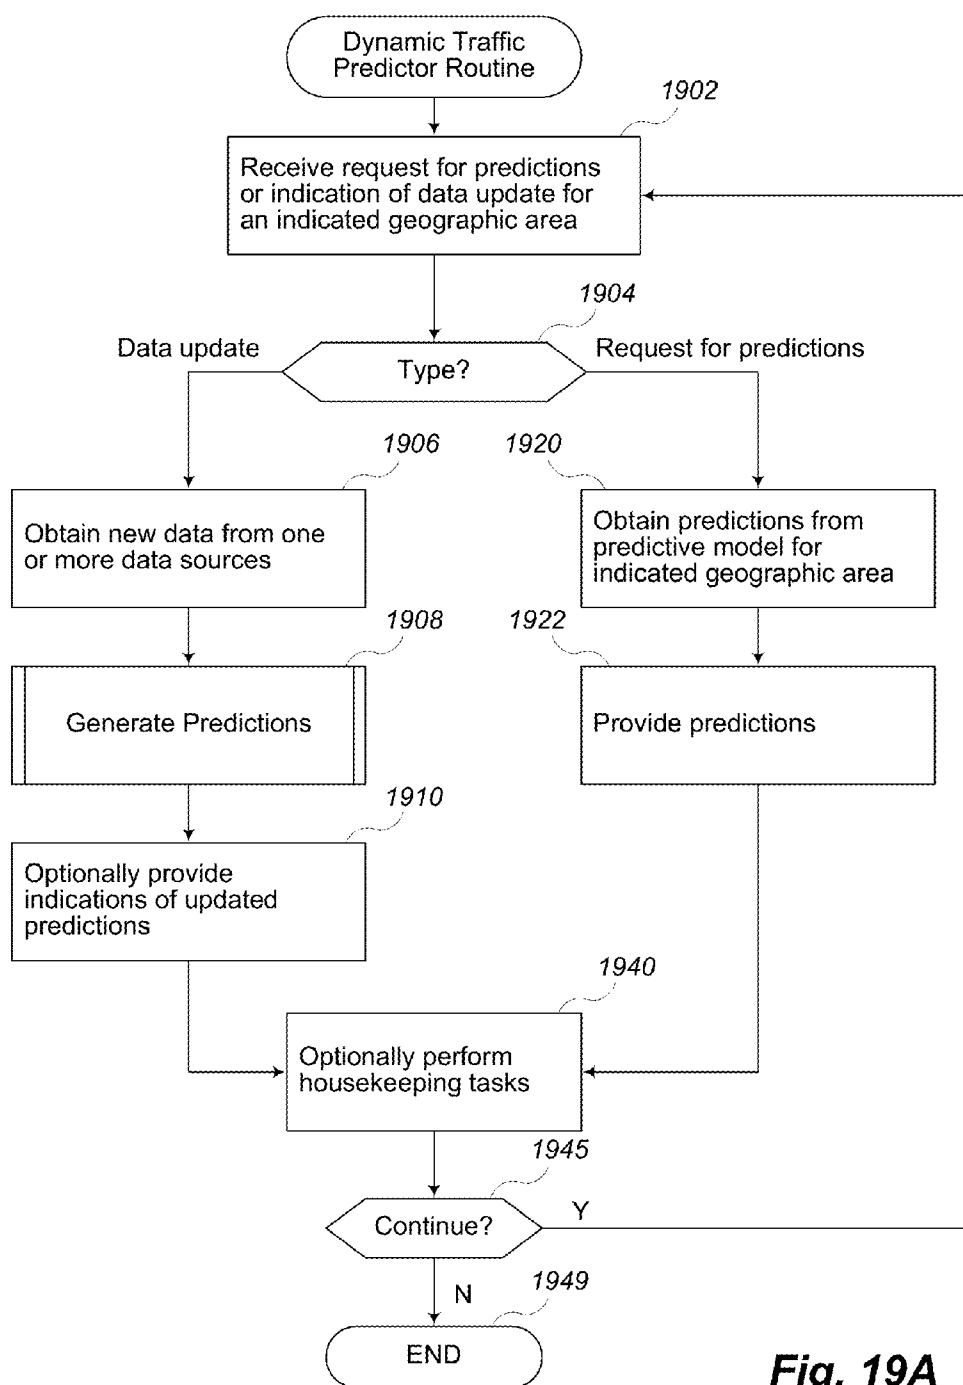 Dynamic Traffic
Predictor Routine
1902
Receive request for predictions
or indication of data update for
an indicated geographic area
1904
Data update
Type?
Request for predictions
1906
Obtain new data from one
or more data sources
1920
Obtain predictions from
predictive model for
indicated geographic area
1908
Generate Predictions
1922
Provide predictions
1910
Optionally provide
indications of updated
predictions
1940
Optionally perform
housekeeping tasks
1945
Continue?
Y
N
1949
END
Fig. 19A